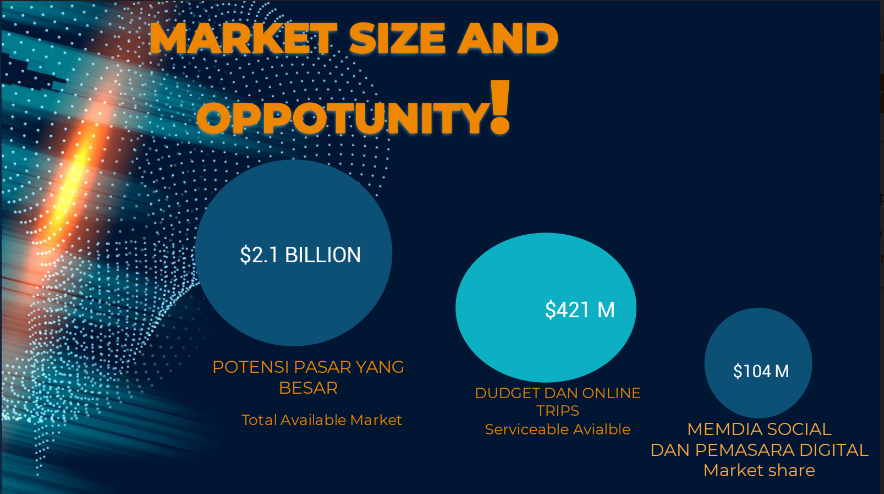 MARKET SIZE AND
OPPOTUNITY!
$2.1 BILLION
POTENSI PASAR YANG
BESAR
Total Available Market
$421 M
DUDGET DAN ONLINE
TRIPS
Serviceable Avialble
$104 M
MEMDIA SOCIAL
DAN PEMASARA DIGITAL
Market share